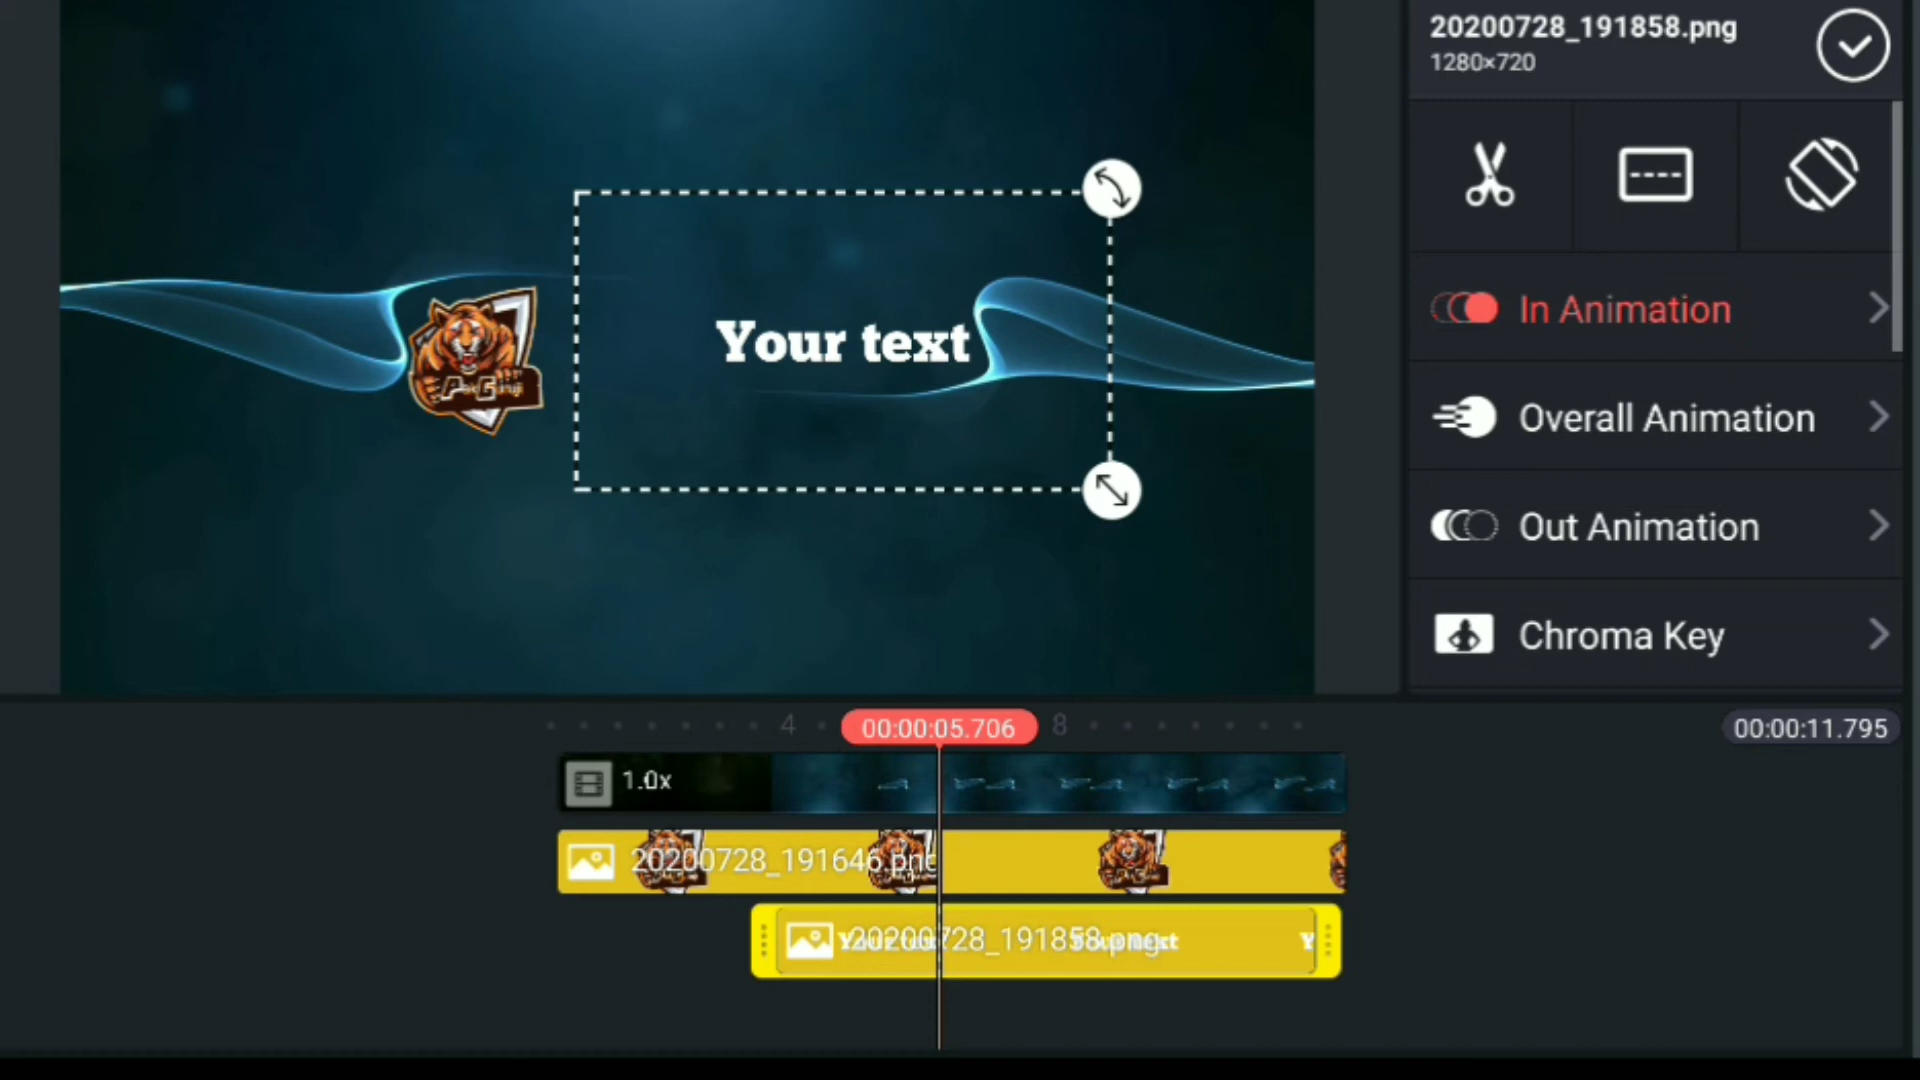 20200728_191858.png
1280×720
Your text
In Animation
Overall Animation
Out Animation
Chroma Key
4
00:00:05.706
8
00:00:11.795
1.0x
20200728_191646.png
20200728_191858.png